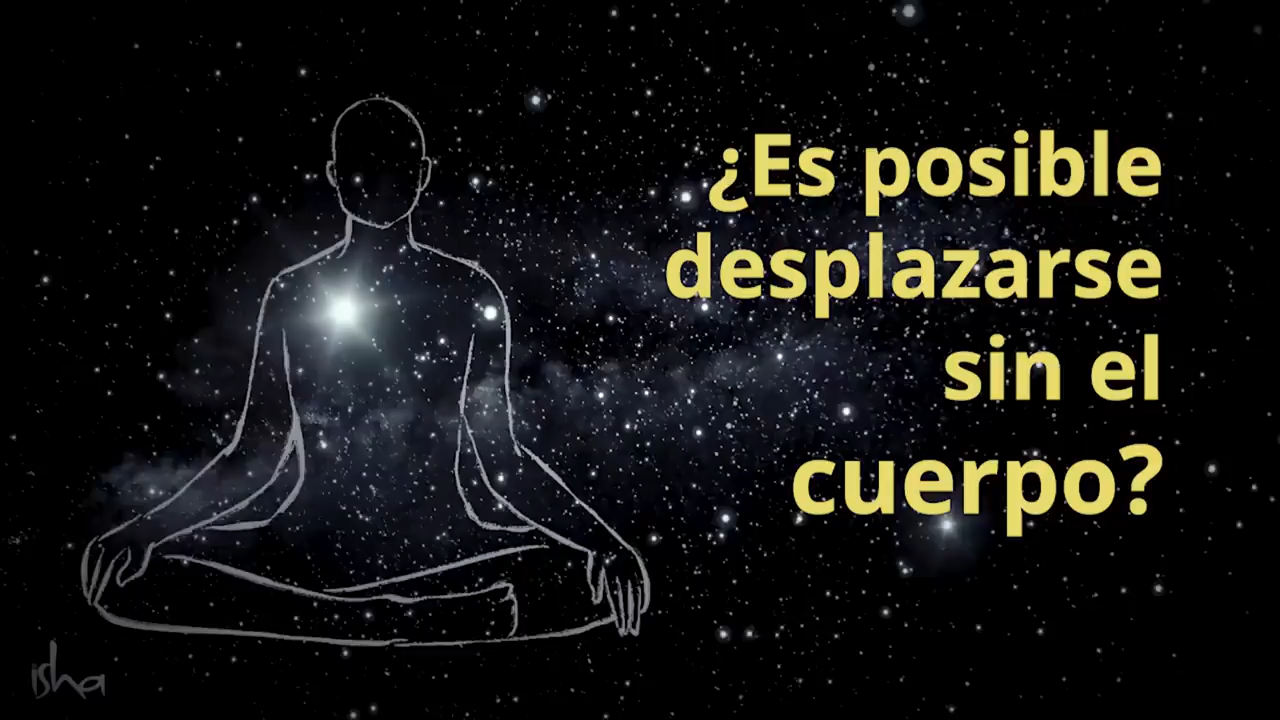 ¿Es posible
desplazarse
sin el
cuerpo?
isha